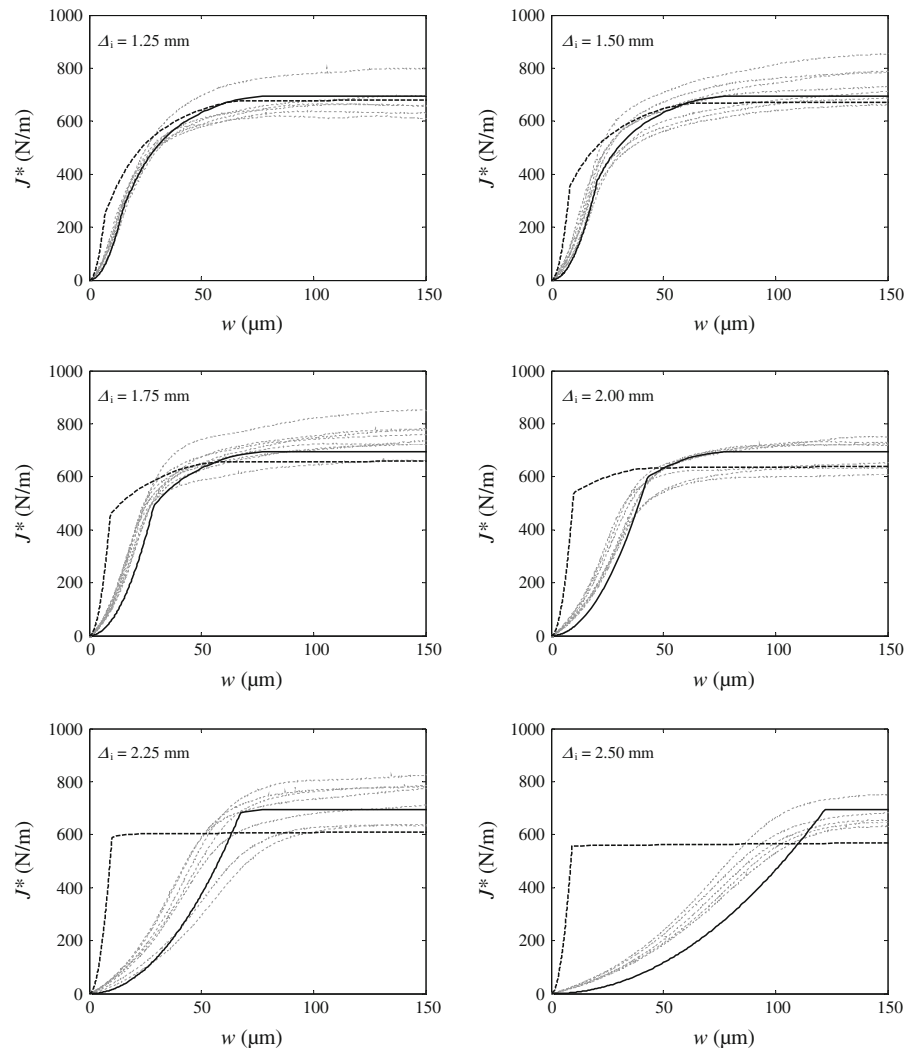 1000
Δi = 1.25 mm
800
600
400
200
0
J* (N/m)
0 50 100 150
w (µm)
1000
Δi = 1.50 mm
800
600
400
200
0
J* (N/m)
0 50 100 150
w (µm)
1000
Δi = 1.75 mm
800
600
400
200
0
J* (N/m)
0 50 100 150
w (µm)
1000
Δi = 2.00 mm
800
600
400
200
0
J* (N/m)
0 50 100 150
w (µm)
1000
Δi = 2.25 mm
800
600
400
200
0
J* (N/m)
0 50 100 150
w (µm)
1000
Δi = 2.50 mm
800
600
400
200
0
J* (N/m)
0 50 100 150
w (µm)